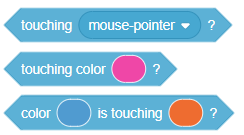 touching mouse-pointer ?
touching color ?
color is touching ?